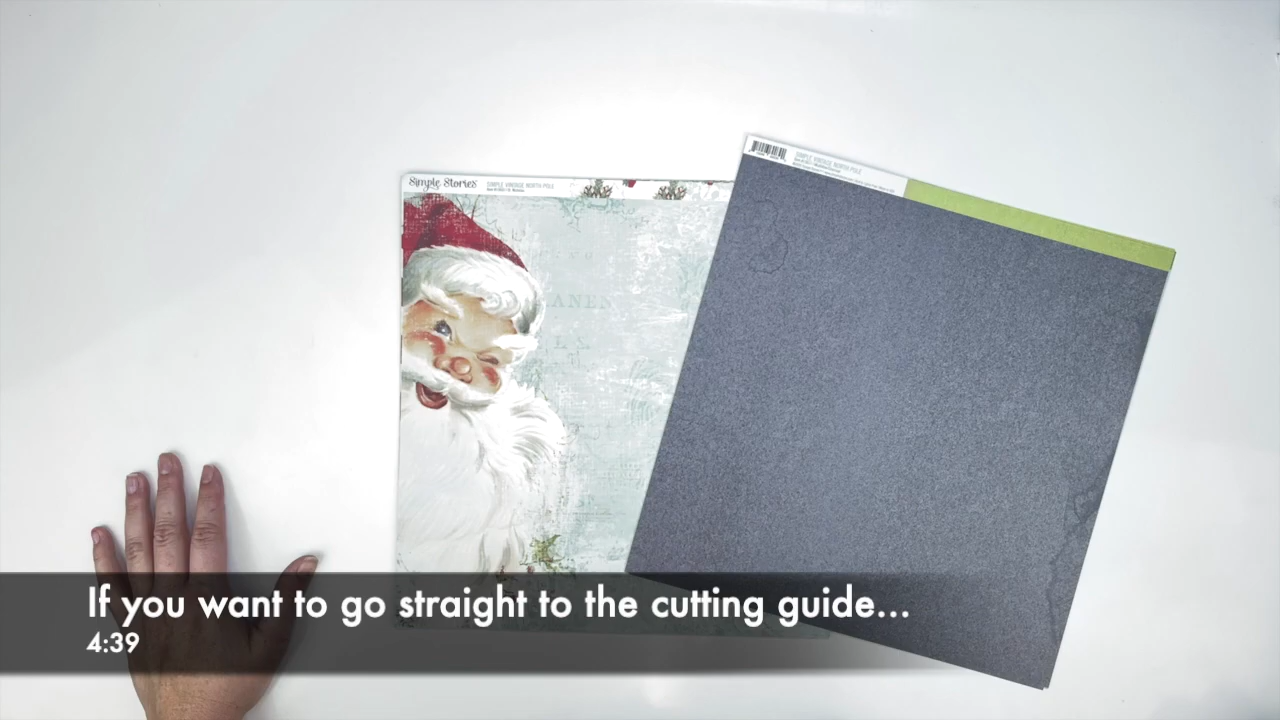 Simple Stories
SIMPLE VINTAGE NORTH POLE
SIMPLE VINTAGE NORTH POLE
If you want to go straight to the cutting guide...
4:39